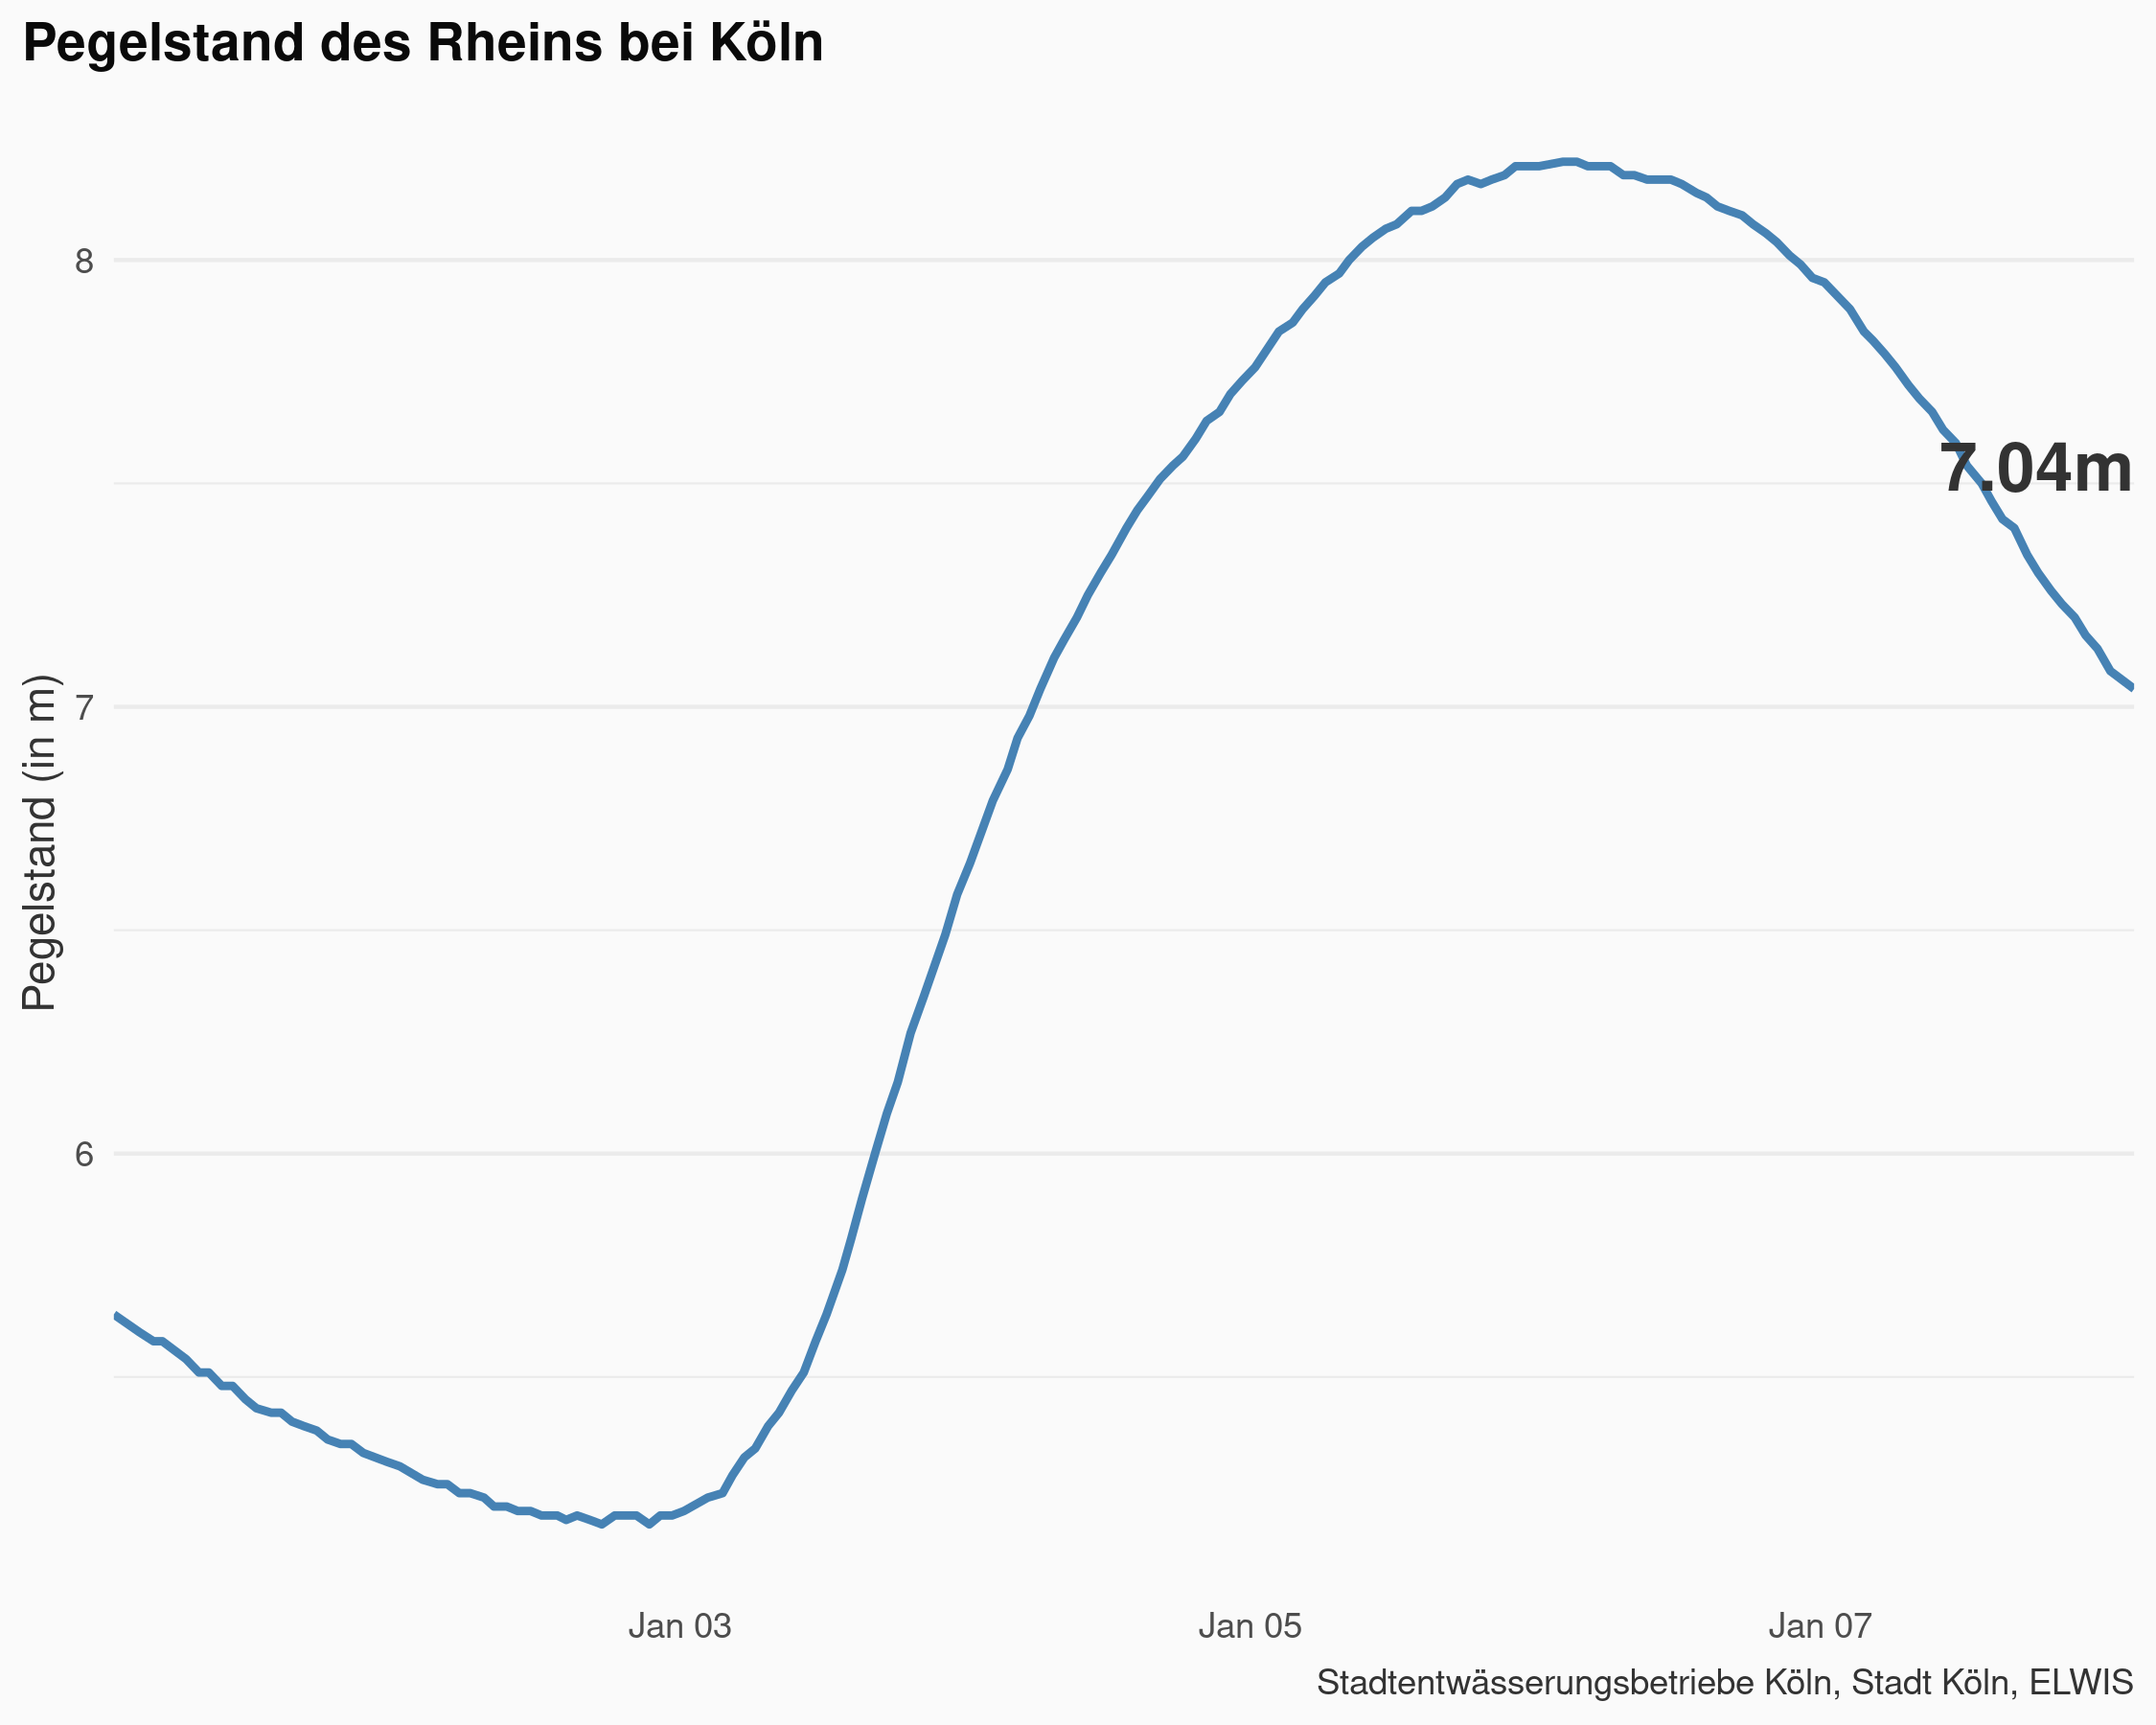 Pegelstand des Rheins bei Köln
Pegelstand (in m)
8
7
6
7.04m
Jan 03
Jan 05
Jan 07
Stadtentwässerungsbetriebe Köln, Stadt Köln, ELWIS